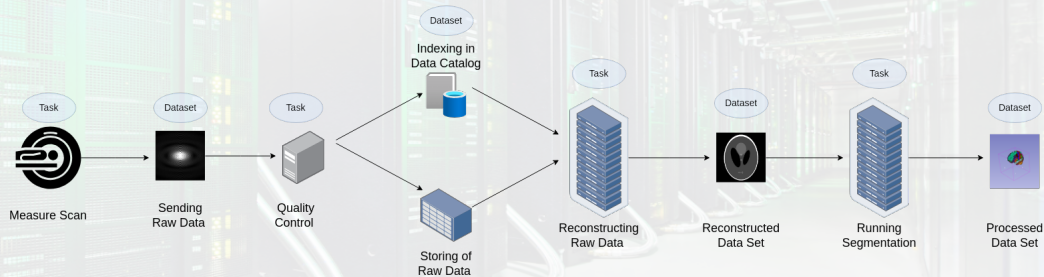 Task
Measure Scan
Dataset
Sending
Raw Data
Task
Quality
Control
Dataset
Indexing in
Data Catalog
Storing of
Raw Data
Task
Reconstructing
Raw Data
Dataset
Reconstructed
Data Set
Task
Running
Segmentation
Dataset
Processed
Data Set